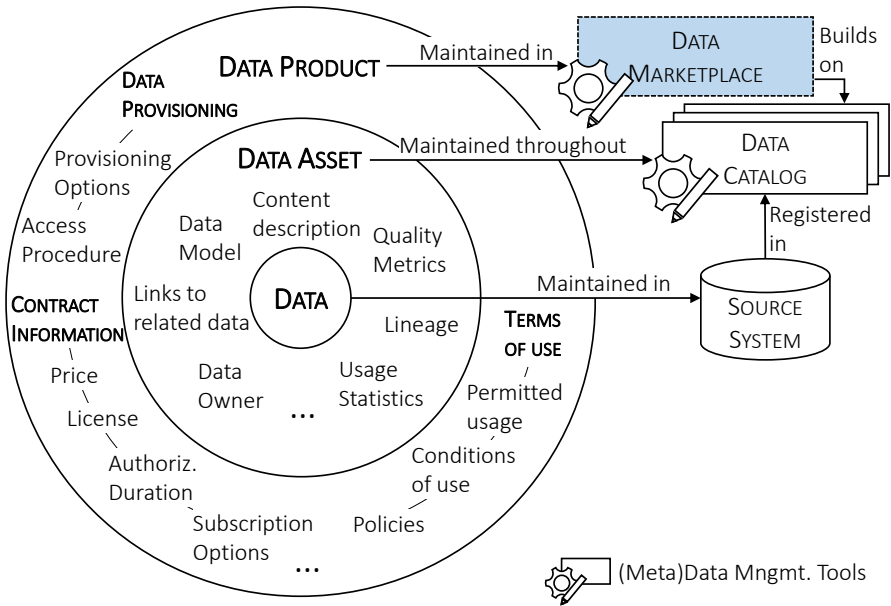 DATA PRODUCT
Maintained in
DATA
MARKETPLACE
Builds
on
DATA
PROVISIONING
Provisioning
Options
Access
Procedure
DATA ASSET
Maintained throughout
DATA
CATALOG
Registered
in
Content
description
Data
Model
Quality
Metrics
DATA
Maintained in
SOURCE
SYSTEM
Links to
related data
Lineage
Data
Owner
...
Usage
Statistics
CONTRACT
INFORMATION
Price
License
Authoriz.
Duration
Subscription
Options
...
TERMS
OF USE
Permitted
usage
Conditions
of use
Policies
(Meta)Data Mngmt. Tools